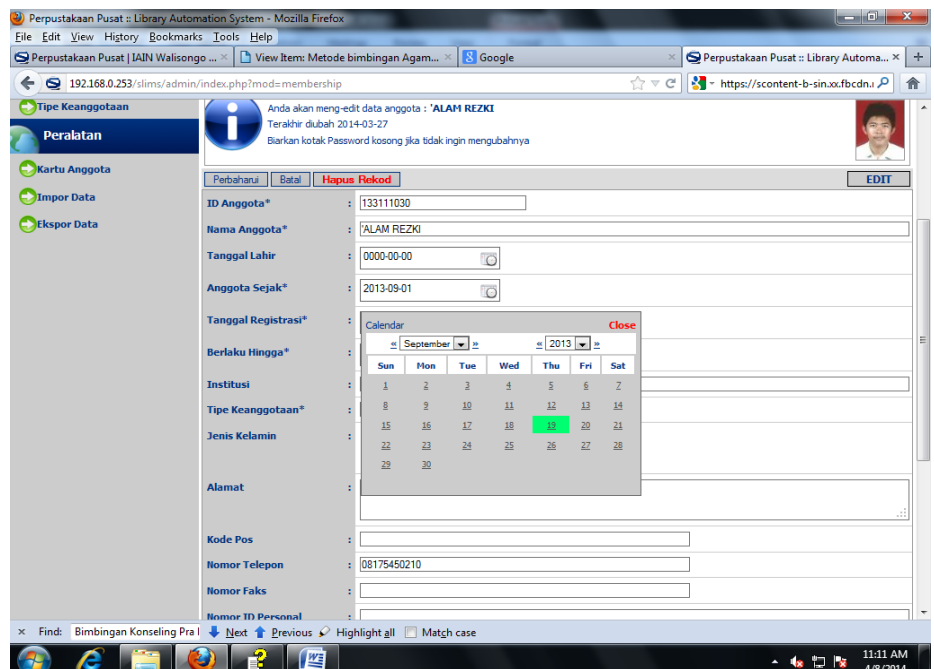 Perpustakaan Pusat :: Library Automation System - Mozilla Firefox
File Edit View History Bookmarks Tools Help
Perpustakaan Pusat | IAIN Walisongo ... × View Item: Metode bimbingan Agam... × Google × Perpustakaan Pusat :: Library Automa... × +
192.168.0.253/slims/admin/index.php?mod=membership https://scontent-b-sin.xx.fbcdn.
Tipe Keanggotaan
Peralatan
Kartu Anggota
Impor Data
Ekspor Data
Anda akan meng-edit data anggota : 'ALAM REZKI
Terakhir diubah 2014-03-27
Biarkan kotak Password kosong jika tidak ingin mengubahnya
Perbaharui Batal Hapus Rekod EDIT
ID Anggota* : 133111030
Nama Anggota* : 'ALAM REZKI
Tanggal Lahir : 0000-00-00
Anggota Sejak* : 2013-09-01
Tanggal Registrasi* :
Berlaku Hingga* :
Institusi :
Tipe Keanggotaan* :
Jenis Kelamin :
Calendar Close
« September » « 2013 »
Sun Mon Tue Wed Thu Fri Sat
1 2 3 4 5 6 7
8 9 10 11 12 13 14
15 16 17 18 19 20 21
22 23 24 25 26 27 28
29 30
Alamat :
Kode Pos :
Nomor Telepon : 08175450210
Nomor Faks :
Nomor ID Personal :
× Find: Bimbingan Konseling Pra Next Previous Highlight all Match case
11:11 AM
4/8/2014